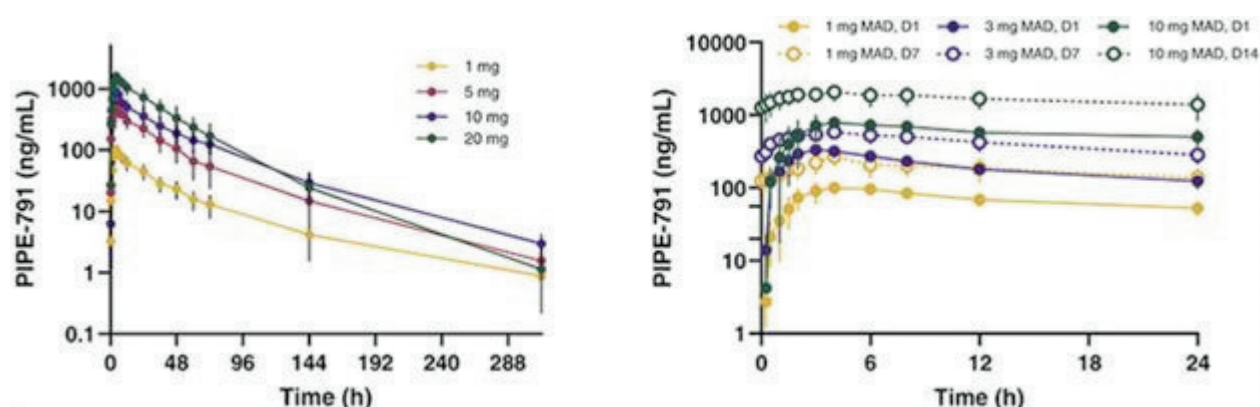 PIPE-791 (ng/mL)
1000
100
10
1
0.1
0 48 96 144 192 240 288
Time (h)
1 mg
5 mg
10 mg
20 mg
1 mg MAD, D1 3 mg MAD, D1 10 mg MAD, D1
1 mg MAD, D7 3 mg MAD, D7 10 mg MAD, D14
PIPE-791 (ng/mL)
10000
1000
100
10
1
0 6 12 18 24
Time (h)